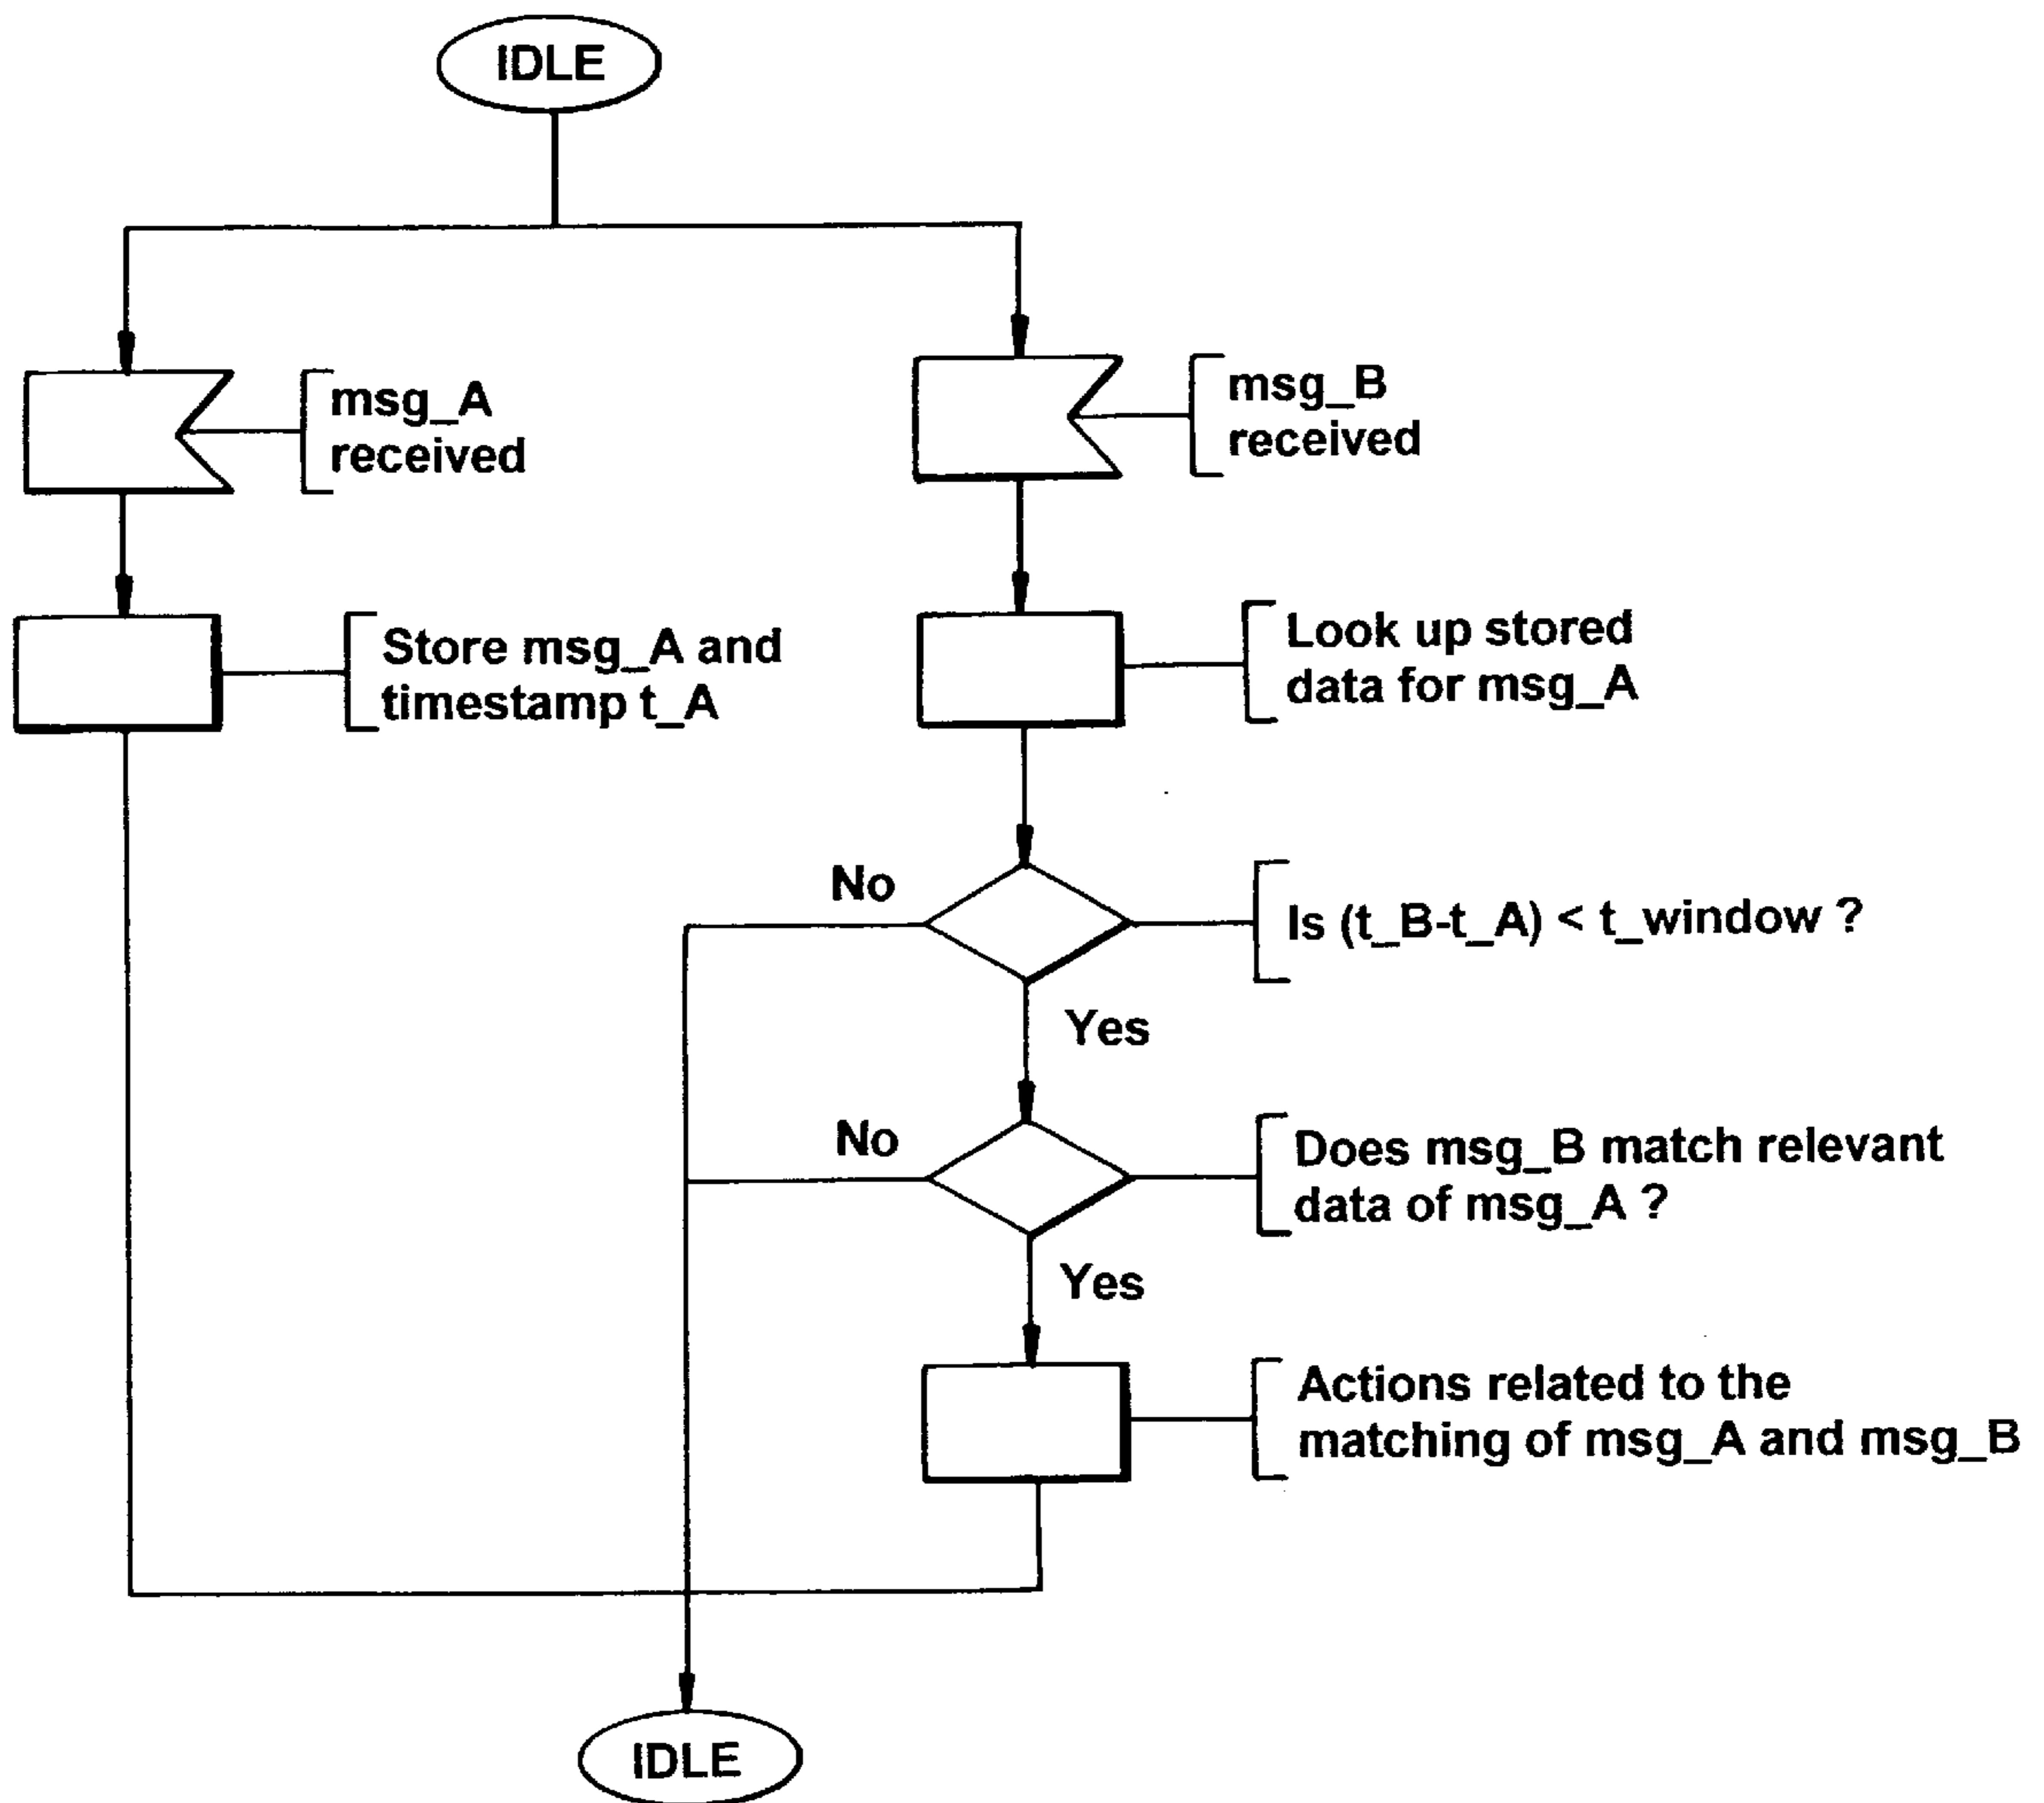 IDLE
msg_A
received
msg_B
received
Store msg_A and
timestamp t_A
Look up stored
data for msg_A
No
Is (t_B-t_A) < t_window ?
Yes
No
Does msg_B match relevant
data of msg_A ?
Yes
Actions related to the
matching of msg_A and msg_B
IDLE